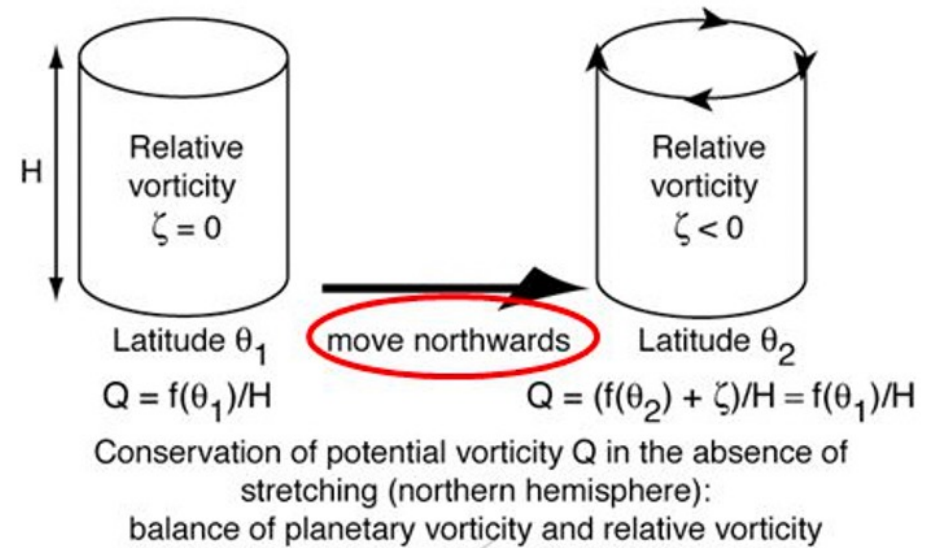 H
Relative
vorticity
ζ = 0
Relative
vorticity
ζ < 0
Latitude θ₁
move northwards
Latitude θ₂
Q = f(θ₁)/H
Q = (f(θ₂) + ζ)/H = f(θ₁)/H
Conservation of potential vorticity Q in the absence of
stretching (northern hemisphere):
balance of planetary vorticity and relative vorticity